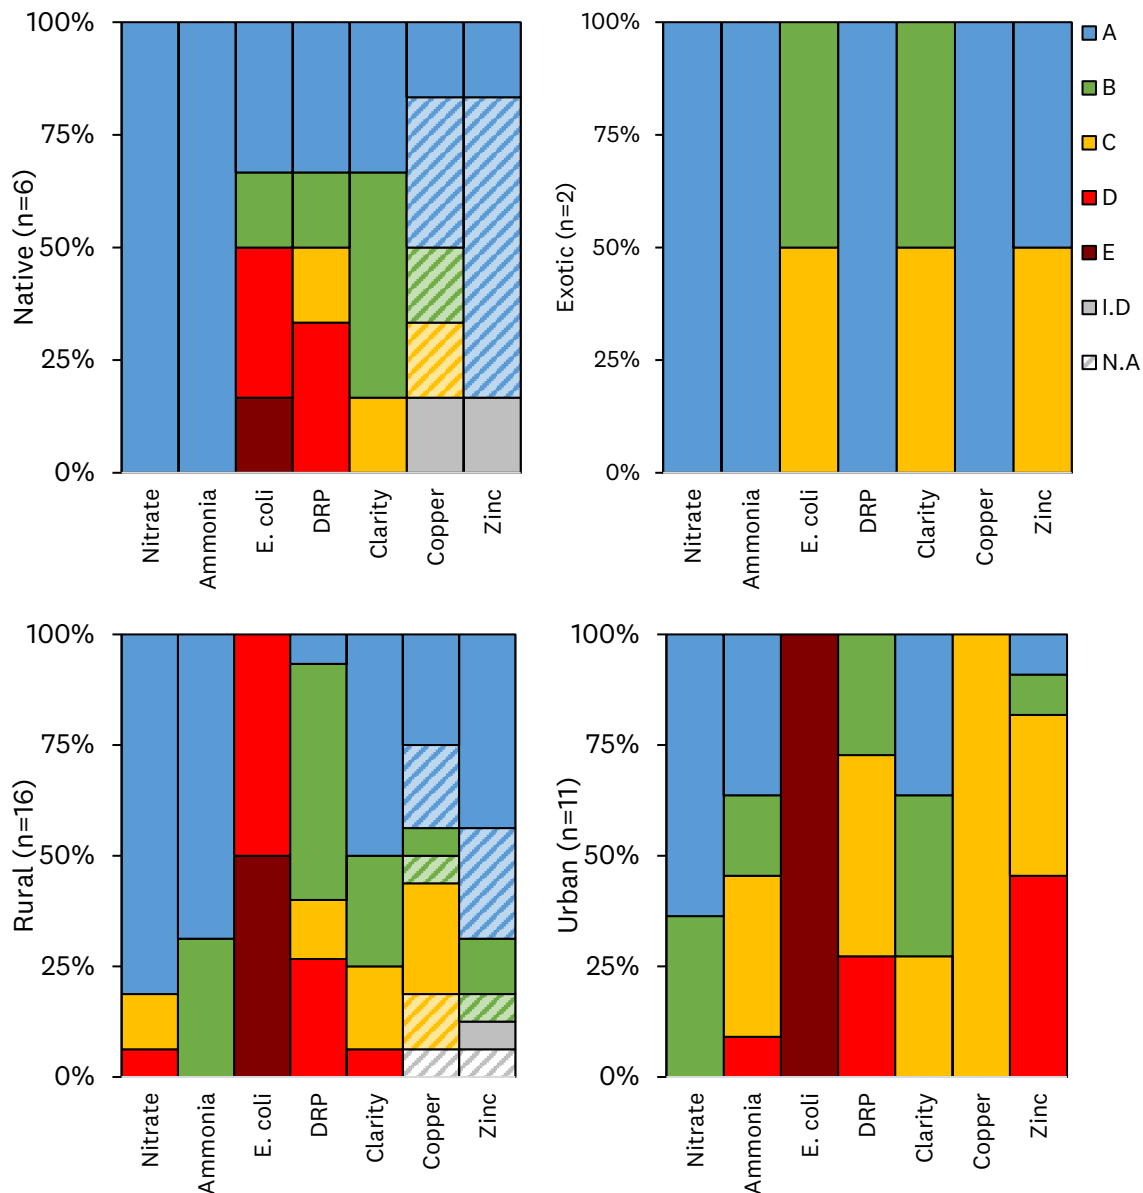 100%
75%
50%
25%
0%
Native (n=6)
Nitrate
Ammonia
E. coli
DRP
Clarity
Copper
Zinc
100%
75%
50%
25%
0%
Exotic (n=2)
Nitrate
Ammonia
E. coli
DRP
Clarity
Copper
Zinc
A
B
C
D
E
I.D
N.A
100%
75%
50%
25%
0%
Rural (n=16)
Nitrate
Ammonia
E. coli
DRP
Clarity
Copper
Zinc
100%
75%
50%
25%
0%
Urban (n=11)
Nitrate
Ammonia
E. coli
DRP
Clarity
Copper
Zinc